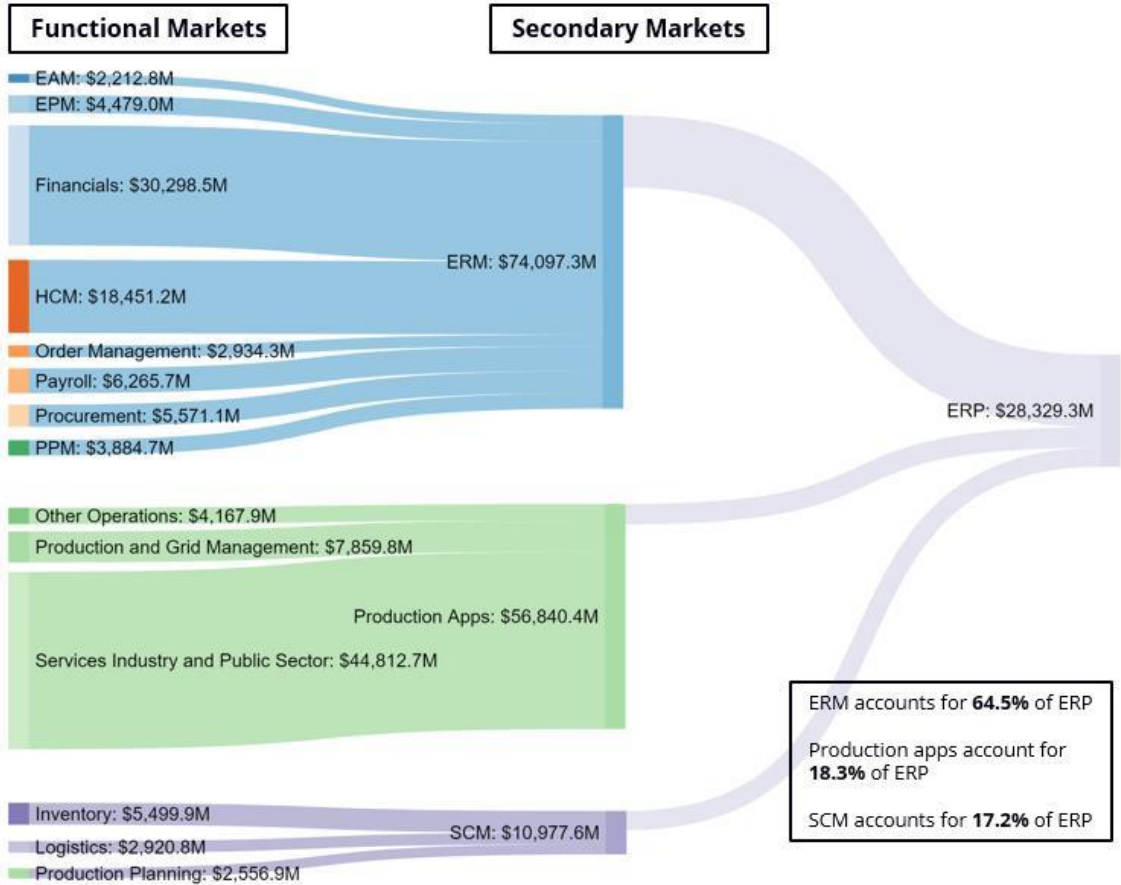 Functional Markets
Secondary Markets
EAM: $2,212.8M
EPM: $4,479.0M
Financials: $30,298.5M
ERM: $74,097.3M
HCM: $18,451.2M
Order Management: $2,934.3M
Payroll: $6,265.7M
Procurement: $5,571.1M
PPM: $3,884.7M
ERP: $28,329.3M
Other Operations: $4,167.9M
Production and Grid Management: $7,859.8M
Production Apps: $56,840.4M
Services Industry and Public Sector: $44,812.7M
ERM accounts for 64.5% of ERP
Production apps account for
18.3% of ERP
SCM accounts for 17.2% of ERP
Inventory: $5,499.9M
SCM: $10,977.6M
Logistics: $2,920.8M
Production Planning: $2,556.9M